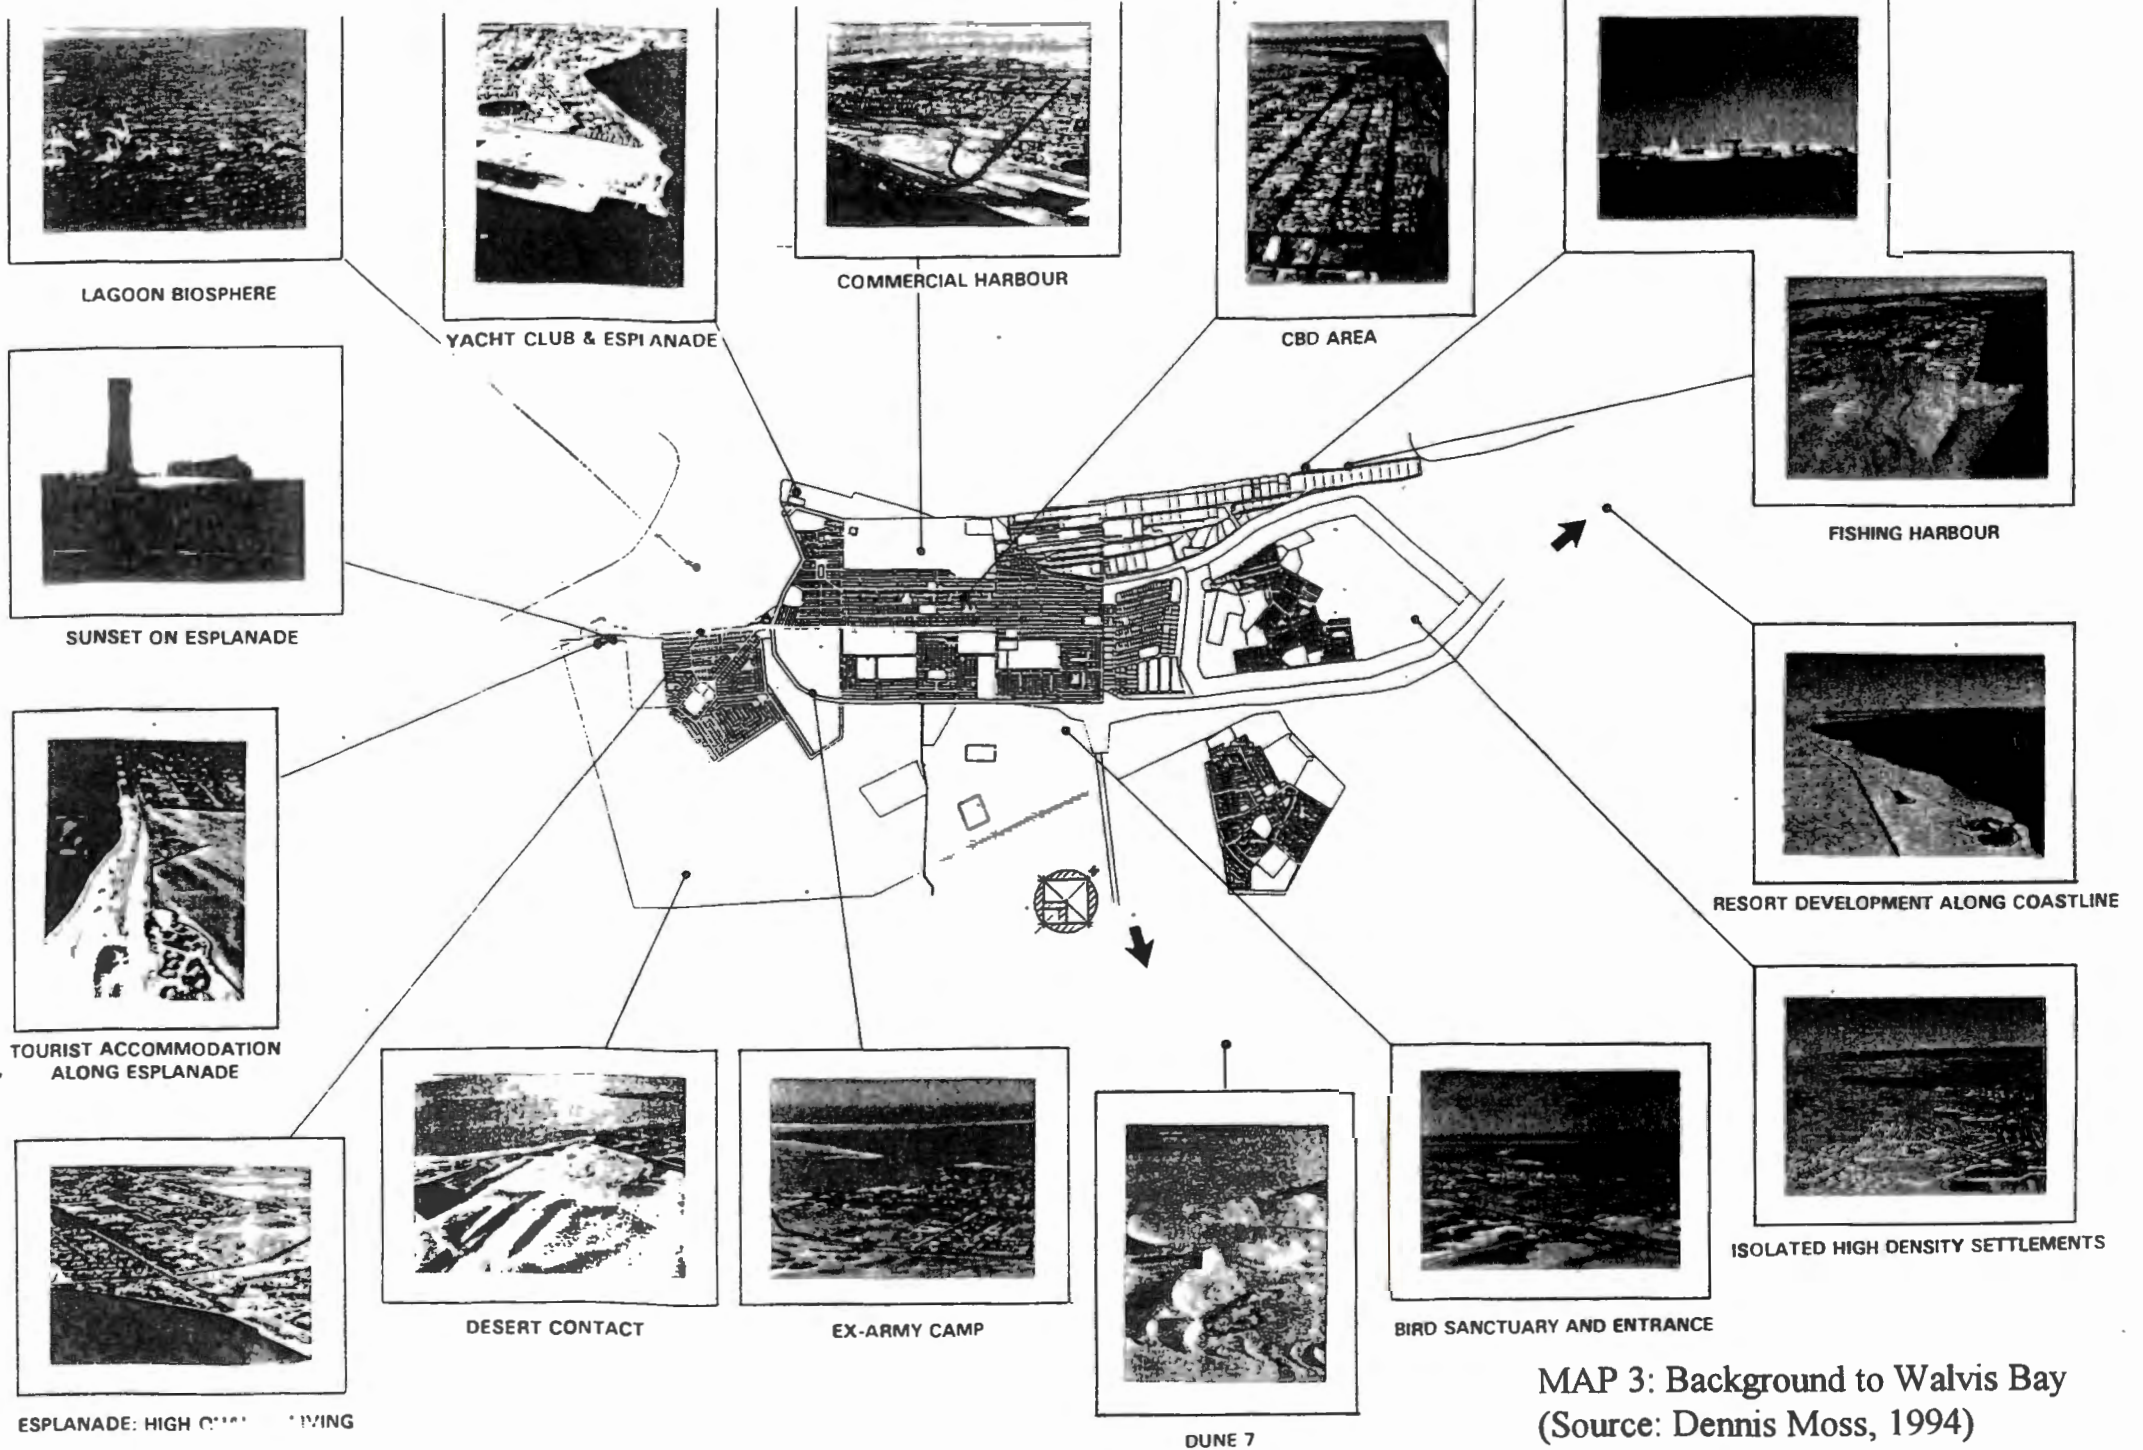 LAGOON BIOSPHERE
YACHT CLUB & ESPLANADE
COMMERCIAL HARBOUR
CBD AREA
FISHING HARBOUR
SUNSET ON ESPLANADE
RESORT DEVELOPMENT ALONG COASTLINE
TOURIST ACCOMMODATION
ALONG ESPLANADE
ISOLATED HIGH DENSITY SETTLEMENTS
DESERT CONTACT
EX-ARMY CAMP
BIRD SANCTUARY AND ENTRANCE
ESPLANADE: HIGH
DUNE 7
MAP 3: Background to Walvis Bay
(Source: Dennis Moss, 1994)